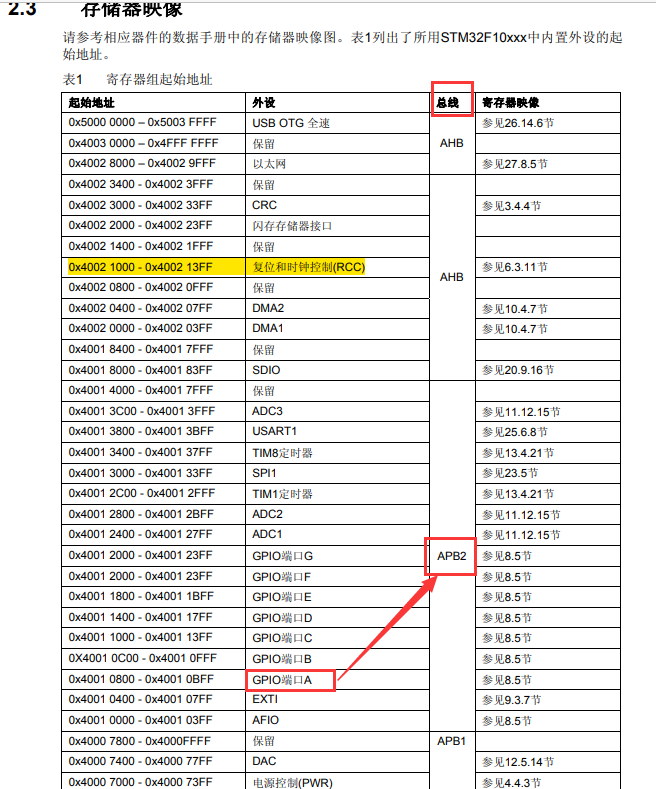 2.3 存储器映像
请参考相应器件的数据手册中的存储器映像图。表1列出了所用STM32F10xxx中内置外设的起
始地址。
表1 寄存器组起始地址
起始地址 外设 总线 寄存器映像
0x5000 0000 – 0x5003 FFFF USB OTG 全速 参见26.14.6节
0x4003 0000 – 0x4FFF FFFF 保留 AHB
0x4002 8000 – 0x4002 9FFF 以太网 参见27.8.5节
0x4002 3400 - 0x4002 3FFF 保留
0x4002 3000 - 0x4002 33FF CRC 参见3.4.4节
0x4002 2000 - 0x4002 23FF 闪存存储器接口
0x4002 1400 - 0x4002 1FFF 保留
0x4002 1000 - 0x4002 13FF 复位和时钟控制(RCC) AHB 参见6.3.11节
0x4002 0800 - 0x4002 0FFF 保留
0x4002 0400 - 0x4002 07FF DMA2 参见10.4.7节
0x4002 0000 - 0x4002 03FF DMA1 参见10.4.7节
0x4001 8400 - 0x4001 7FFF 保留
0x4001 8000 - 0x4001 83FF SDIO 参见20.9.16节
0x4001 4000 - 0x4001 7FFF 保留
0x4001 3C00 - 0x4001 3FFF ADC3 参见11.12.15节
0x4001 3800 - 0x4001 3BFF USART1 参见25.6.8节
0x4001 3400 - 0x4001 37FF TIM8定时器 参见13.4.21节
0x4001 3000 - 0x4001 33FF SPI1 参见23.5节
0x4001 2C00 - 0x4001 2FFF TIM1定时器 参见13.4.21节
0x4001 2800 - 0x4001 2BFF ADC2 参见11.12.15节
0x4001 2400 - 0x4001 27FF ADC1 参见11.12.15节
0x4001 2000 - 0x4001 23FF GPIO端口G APB2 参见8.5节
0x4001 2000 - 0x4001 23FF GPIO端口F 参见8.5节
0x4001 1800 - 0x4001 1BFF GPIO端口E 参见8.5节
0x4001 1400 - 0x4001 17FF GPIO端口D 参见8.5节
0x4001 1000 - 0x4001 13FF GPIO端口C 参见8.5节
0X4001 0C00 - 0x4001 0FFF GPIO端口B 参见8.5节
0x4001 0800 - 0x4001 0BFF GPIO端口A 参见8.5节
0x4001 0400 - 0x4001 07FF EXTI 参见9.3.7节
0x4001 0000 - 0x4001 03FF AFIO 参见8.5节
0x4000 7800 - 0x4000FFFF 保留 APB1
0x4000 7400 - 0x4000 77FF DAC 参见12.5.14节
0x4000 7000 - 0x4000 73FF 电源控制(PWR) 参见4.4.3节